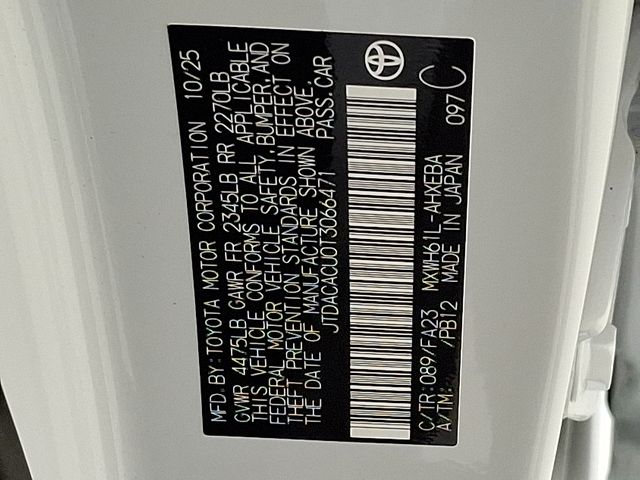 MFD. BY: TOYOTA MOTOR CORPORATION 10/25
GVWR 4475LB GAWR FR 2345LB RR 2270LB
THIS VEHICLE CONFORMS TO ALL APPLICABLE
FEDERAL MOTOR VEHICLE SAFETY, BUMPER, AND
THEFT PREVENTION STANDARDS IN EFFECT ON
THE DATE OF MANUFACTURE SHOWN ABOVE.
JTDACACU0T3066471 PASS. CAR
C/TR: 089/FA23 MXWH61L-AHXEBA 097 C
A/TM: /PB12 MADE IN JAPAN